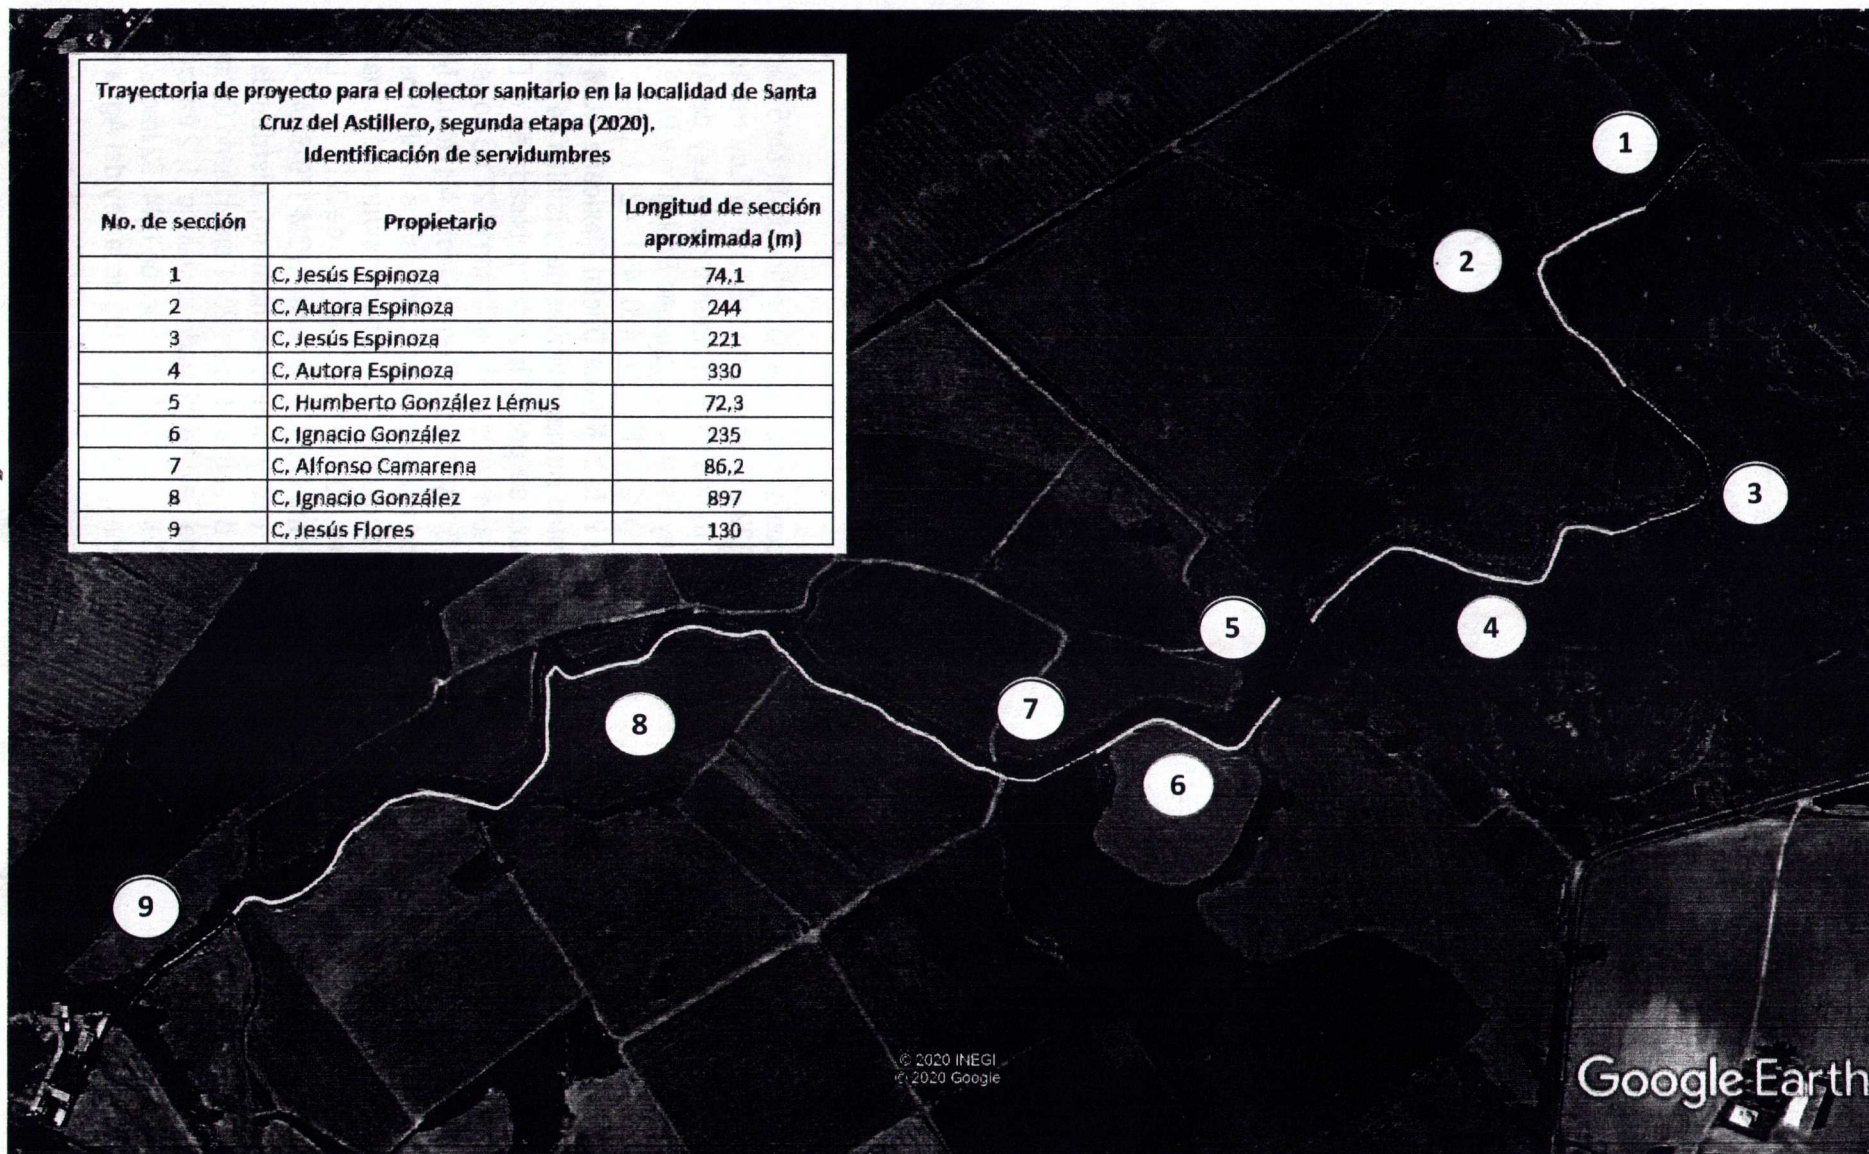 Trayectoria de proyecto para el colector sanitario en la localidad de Santa
Cruz del Astillero, segunda etapa (2020).
Identificación de servidumbres
No. de sección Propietario Longitud de sección aproximada (m)
1 C, Jesús Espinoza 74,1
2 C, Autora Espinoza 244
3 C, Jesús Espinoza 221
4 C, Autora Espinoza 330
5 C, Humberto González Lémus 72,3
6 C, Ignacio González 235
7 C, Alfonso Camarena 86,2
8 C, Ignacio González 897
9 C, Jesús Flores 130
1
2
3
4
5
6
7
8
9
© 2020 INEGI
© 2020 Google
Google Earth